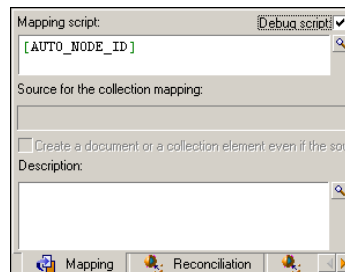 Mapping script: Debug script:
[AUTO_NODE_ID]
Source for the collection mapping:
Create a document or a collection element even if the sou
Description:
Mapping Reconciliation